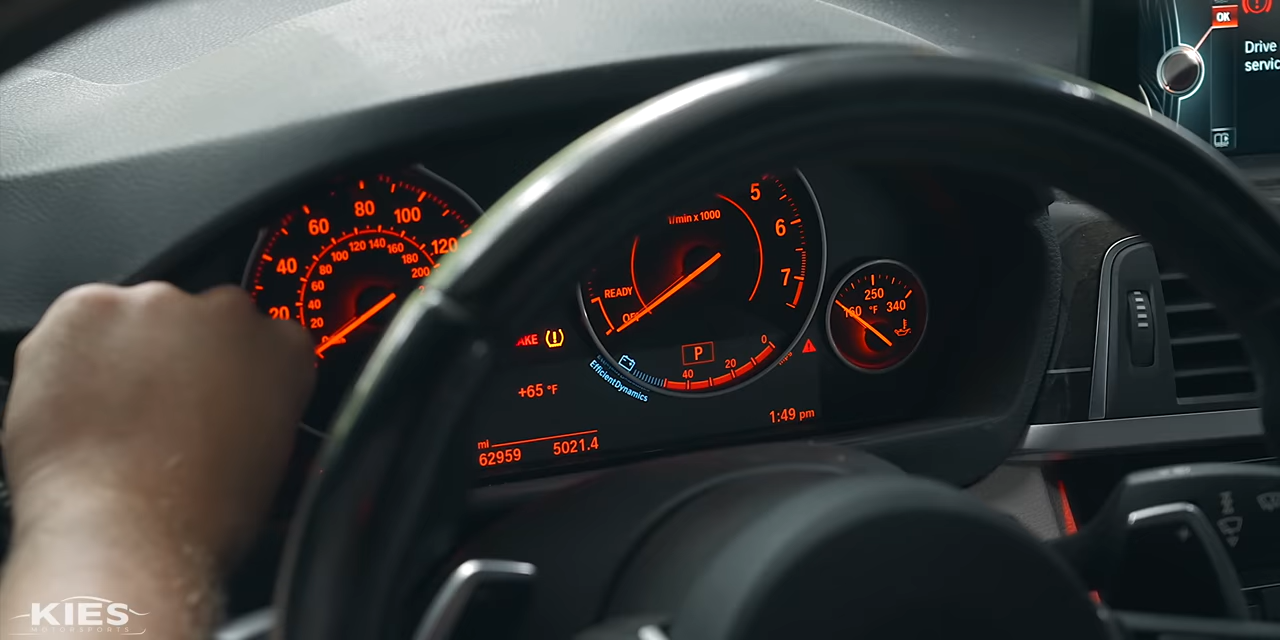 OK
Drive
servic
20
40
60
80
100
120
20
40
60
80
100
120
140
160
180
200
1/min x 1000
5
6
7
READY
250
340
°F
AKE
P
0
20
40
EfficientDynamics
+65 °F
1:49 pm
mi
62959 5021.4
KIES
MOTORSPORTS